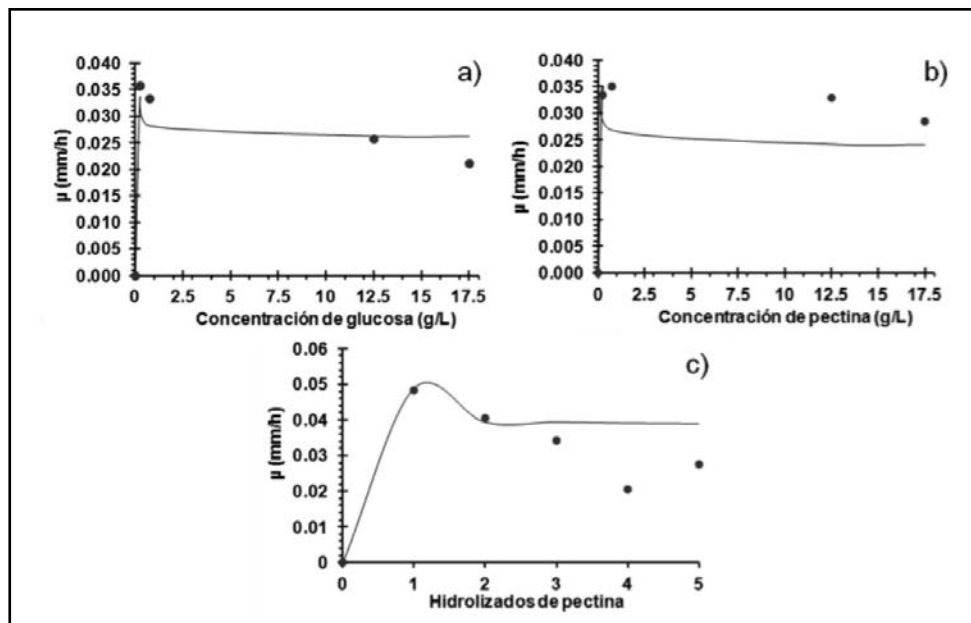 a)
0.040
0.035
0.030
0.025
0.020
0.015
0.010
0.005
0.000
µ (mm/h)
0 2.5 5 7.5 10 12.5 15 17.5
Concentración de glucosa (g/L)
b)
0.040
0.035
0.030
0.025
0.020
0.015
0.010
0.005
0.000
µ (mm/h)
0 2.5 5 7.5 10 12.5 15 17.5
Concentración de pectina (g/L)
c)
0.06
0.05
0.04
0.03
0.02
0.01
0
µ (mm/h)
0 1 2 3 4 5
Hidrolizados de pectina